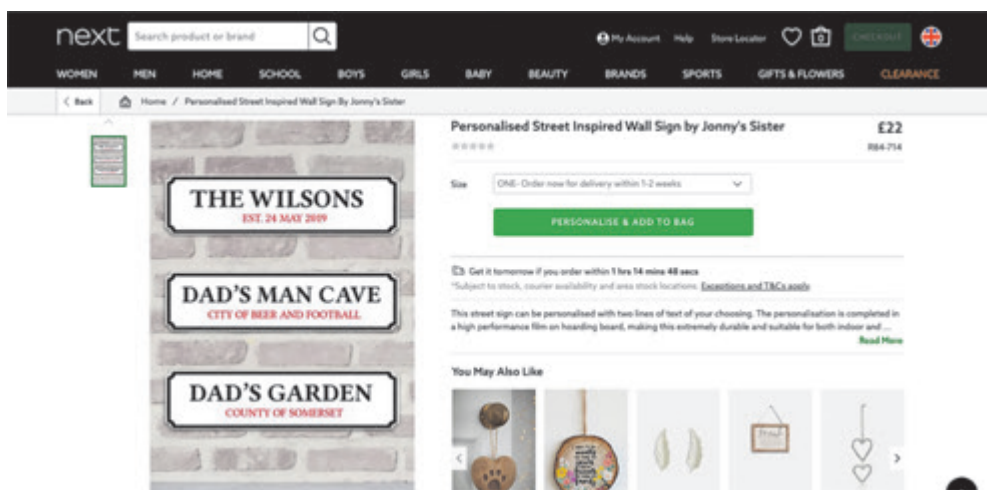 next
Search product or brand
My Account Help Store Locator
0
CHECKOUT
WOMEN MEN HOME SCHOOL BOYS GIRLS BABY BEAUTY BRANDS SPORTS GIFTS & FLOWERS CLEARANCE
< Back
Home / Personalised Street Inspired Wall Sign By Jonny's Sister
THE WILSONS
EST. 24 MAY 2019
DAD'S MAN CAVE
CITY OF BEER AND FOOTBALL
DAD'S GARDEN
COUNTY OF SOMERSET
Personalised Street Inspired Wall Sign by Jonny's Sister
£22
R84-714
Size
ONE- Order now for delivery within 1-2 weeks
PERSONALISE & ADD TO BAG
Get it tomorrow if you order within 1 hrs 14 mins 48 secs
*Subject to stock, courier availability and area stock locations. Exceptions and T&Cs apply
This street sign can be personalised with two lines of text of your choosing. The personalisation is completed in
a high performance film on hoarding board, making this extremely durable and suitable for both indoor and ...
Read More
You May Also Like